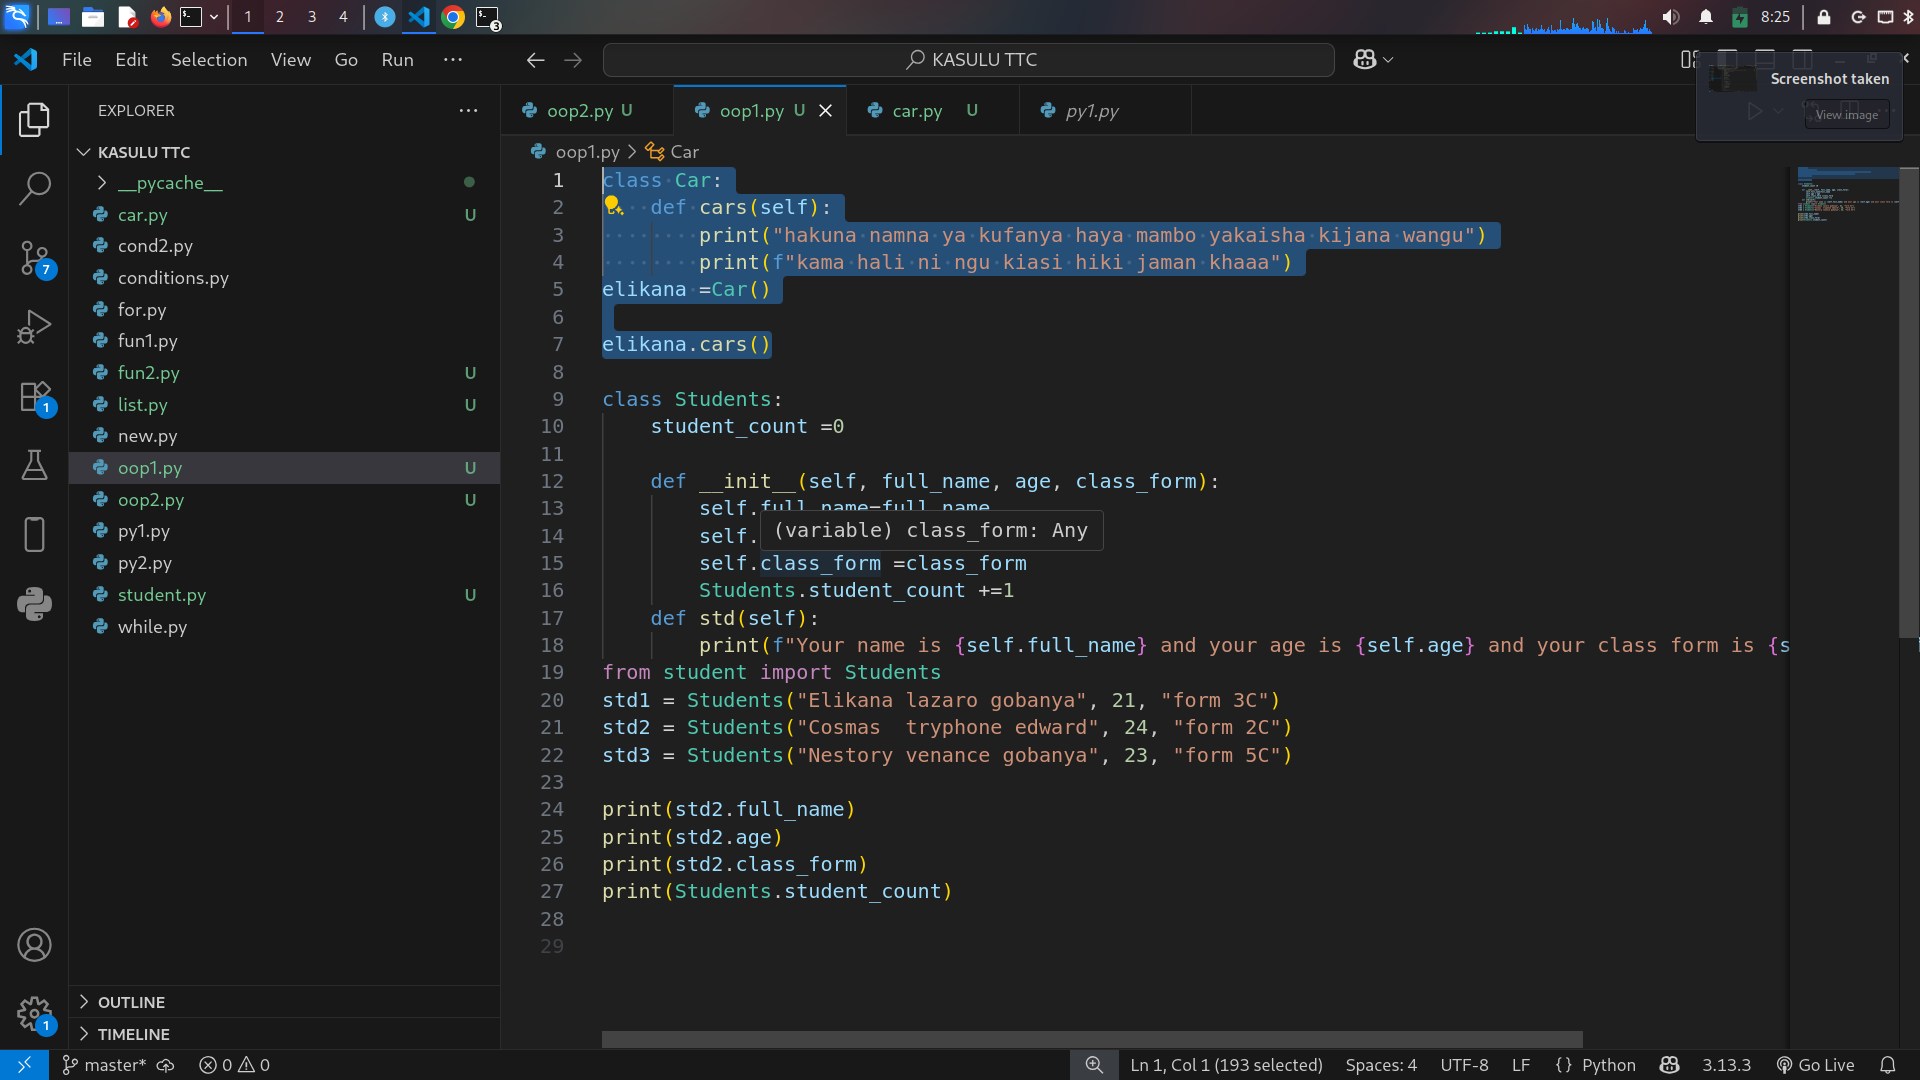 1 2 3 4 3 8:25
File Edit Selection View Go Run ··· KASULU TTC
Screenshot taken
View image
EXPLORER
oop2.py U oop1.py U car.py U py1.py
KASULU TTC
oop1.py > Car
__pycache__
car.py U
cond2.py
conditions.py
for.py
fun1.py
fun2.py U
list.py U
new.py
oop1.py U
oop2.py U
py1.py
py2.py
student.py U
while.py
OUTLINE
TIMELINE
7
1
1
1 class Car:
2 def cars(self):
3 print("hakuna namna ya kufanya haya mambo yakaisha kijana wangu")
4 print(f"kama hali ni ngu kiasi hiki jaman khaaa")
5 elikana =Car()
6
7 elikana.cars()
8
9 class Students:
10 student_count =0
11
12 def __init__(self, full_name, age, class_form):
13 self.full_name=full_name
(variable) class_form: Any
14 self.
15 self.class_form =class_form
16 Students.student_count +=1
17 def std(self):
18 print(f"Your name is {self.full_name} and your age is {self.age} and your class form is {s
19 from student import Students
20 std1 = Students("Elikana lazaro gobanya", 21, "form 3C")
21 std2 = Students("Cosmas  tryphone edward", 24, "form 2C")
22 std3 = Students("Nestory venance gobanya", 23, "form 5C")
23
24 print(std2.full_name)
25 print(std2.age)
26 print(std2.class_form)
27 print(Students.student_count)
28
29
master* 0 0 Ln 1, Col 1 (193 selected) Spaces: 4 UTF-8 LF {} Python 3.13.3 Go Live